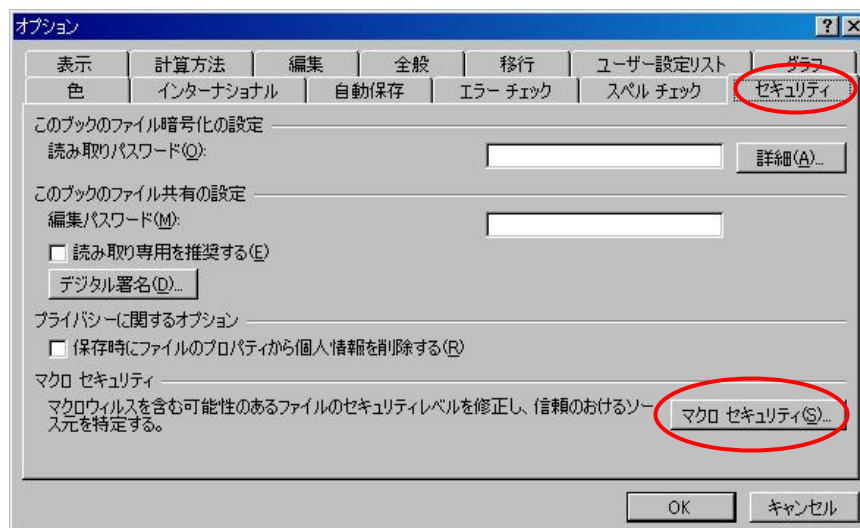 オプション
表示 計算方法 編集 全般 移行 ユーザー設定リスト グラフ
色 インターナショナル 自動保存 エラー チェック スペル チェック セキュリティ
このブックのファイル暗号化の設定
読み取りパスワード(O):
詳細(A)...
このブックのファイル共有の設定
編集パスワード(M):
読み取り専用を推奨する(E)
デジタル署名(D)...
プライバシーに関するオプション
保存時にファイルのプロパティから個人情報を削除する(R)
マクロ セキュリティ
マクロウィルスを含む可能性のあるファイルのセキュリティレベルを修正し、信頼のおけるソー
ス元を特定する。
マクロ セキュリティ(S)...
OK キャンセル